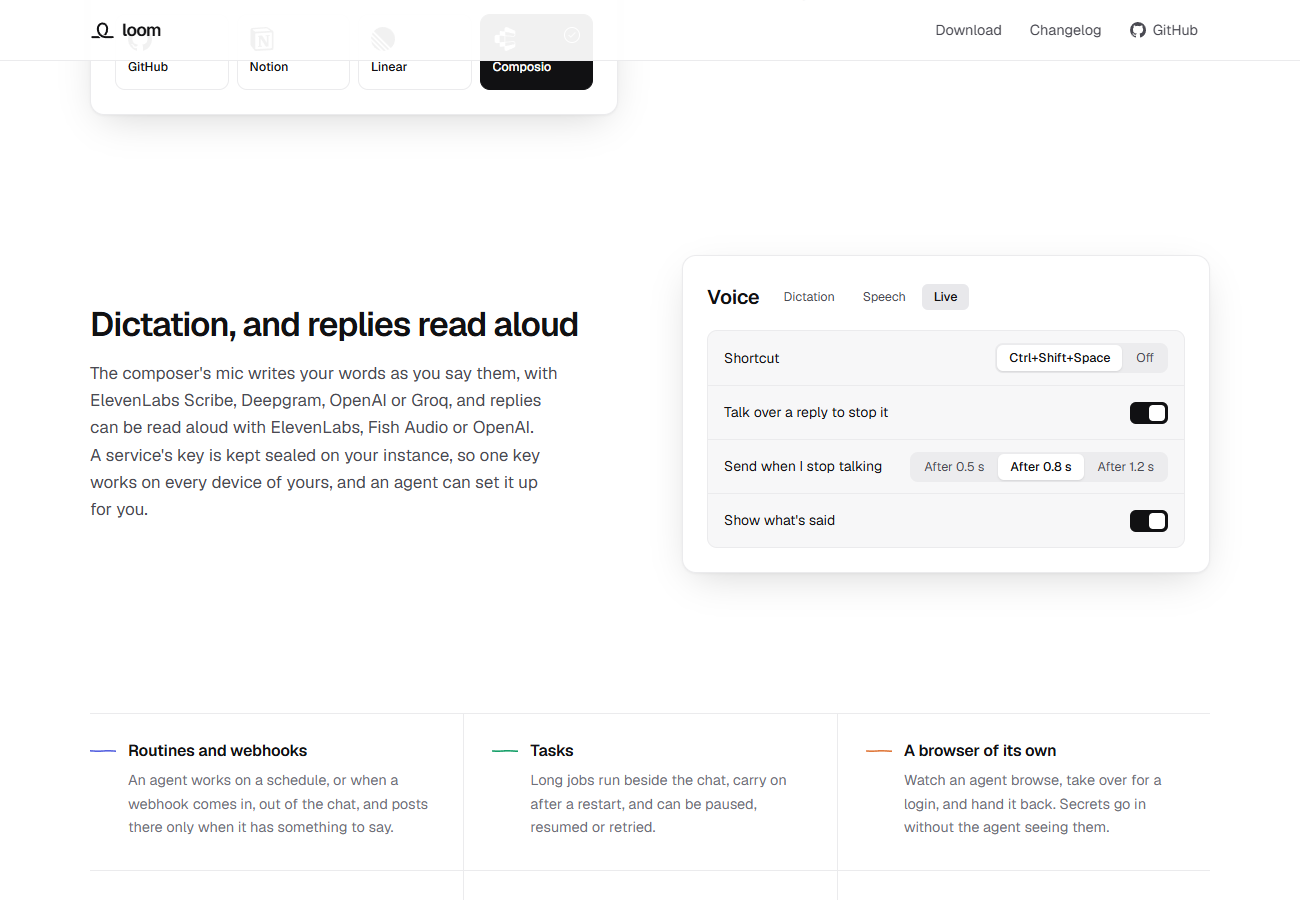 loom
Download
Changelog
GitHub
GitHub
Notion
Linear
Composio
Dictation, and replies read aloud
The composer's mic writes your words as you say them, with
ElevenLabs Scribe, Deepgram, OpenAI or Groq, and replies
can be read aloud with ElevenLabs, Fish Audio or OpenAI.
A service's key is kept sealed on your instance, so one key
works on every device of yours, and an agent can set it up
for you.
Voice
Dictation
Speech
Live
Shortcut
Ctrl+Shift+Space
Off
Talk over a reply to stop it
Send when I stop talking
After 0.5 s
After 0.8 s
After 1.2 s
Show what's said
Routines and webhooks
An agent works on a schedule, or when a
webhook comes in, out of the chat, and posts
there only when it has something to say.
Tasks
Long jobs run beside the chat, carry on
after a restart, and can be paused,
resumed or retried.
A browser of its own
Watch an agent browse, take over for a
login, and hand it back. Secrets go in
without the agent seeing them.